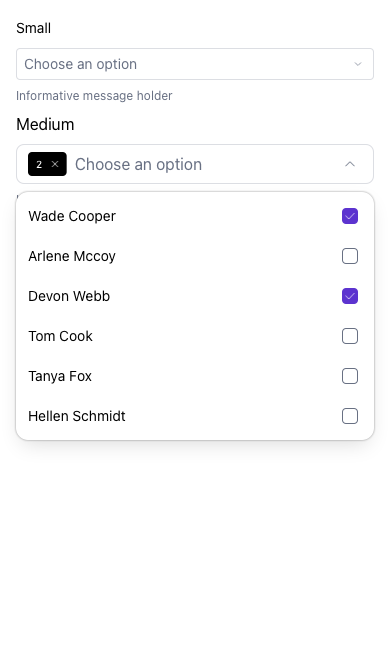 Small
Choose an option
Informative message holder
Medium
2 × Choose an option
Wade Cooper
Arlene Mccoy
Devon Webb
Tom Cook
Tanya Fox
Hellen Schmidt